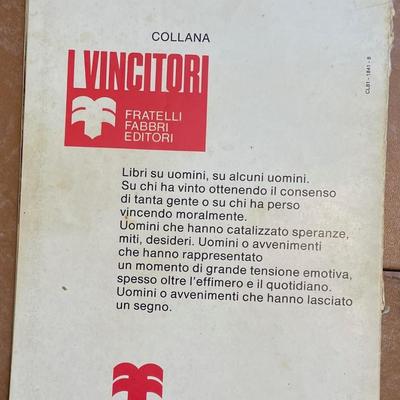 COLLANA
I VINCITORI
FRATELLI
FABBRI
EDITORI
CL81 - 1841 - 8
Libri su uomini, su alcuni uomini.
Su chi ha vinto ottenendo il consenso
di tanta gente o su chi ha perso
vincendo moralmente.
Uomini che hanno catalizzato speranze,
miti, desideri. Uomini o avvenimenti
che hanno rappresentato
un momento di grande tensione emotiva,
spesso oltre l'effimero e il quotidiano.
Uomini o avvenimenti che hanno lasciato
un segno.